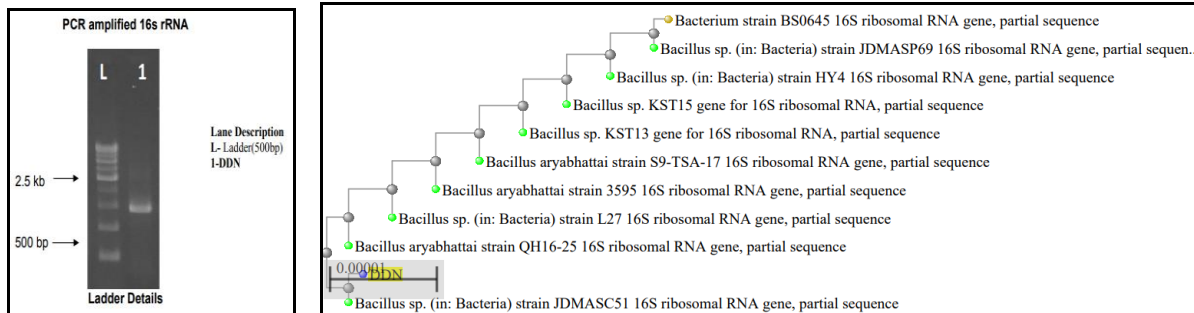 PCR amplified 16s rRNA
L 1
Lane Description
L- Ladder(500bp)
1-DDN
2.5 kb
500 bp
Ladder Details
Bacterium strain BS0645 16S ribosomal RNA gene, partial sequence
Bacillus sp. (in: Bacteria) strain JDMASP69 16S ribosomal RNA gene, partial sequen...
Bacillus sp. (in: Bacteria) strain HY4 16S ribosomal RNA gene, partial sequence
Bacillus sp. KST15 gene for 16S ribosomal RNA, partial sequence
Bacillus sp. KST13 gene for 16S ribosomal RNA, partial sequence
Bacillus aryabhattai strain S9-TSA-17 16S ribosomal RNA gene, partial sequence
Bacillus aryabhattai strain 3595 16S ribosomal RNA gene, partial sequence
Bacillus sp. (in: Bacteria) strain L27 16S ribosomal RNA gene, partial sequence
Bacillus aryabhattai strain QH16-25 16S ribosomal RNA gene, partial sequence
0.00001
DDN
Bacillus sp. (in: Bacteria) strain JDMASC51 16S ribosomal RNA gene, partial sequence